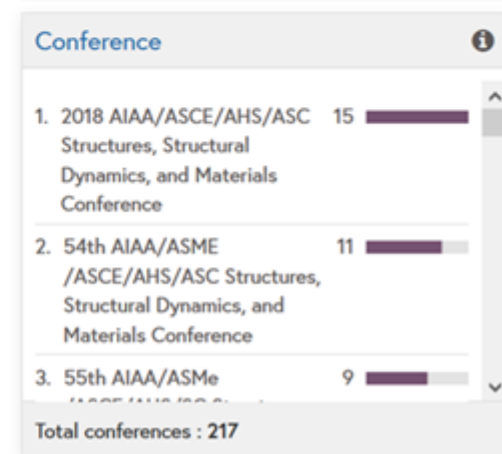 Conference
1. 2018 AIAA/ASCE/AHS/ASC 15
Structures, Structural
Dynamics, and Materials
Conference
2. 54th AIAA/ASME 11
/ASCE/AHS/ASC Structures,
Structural Dynamics, and
Materials Conference
3. 55th AIAA/ASMe 9
Total conferences : 217